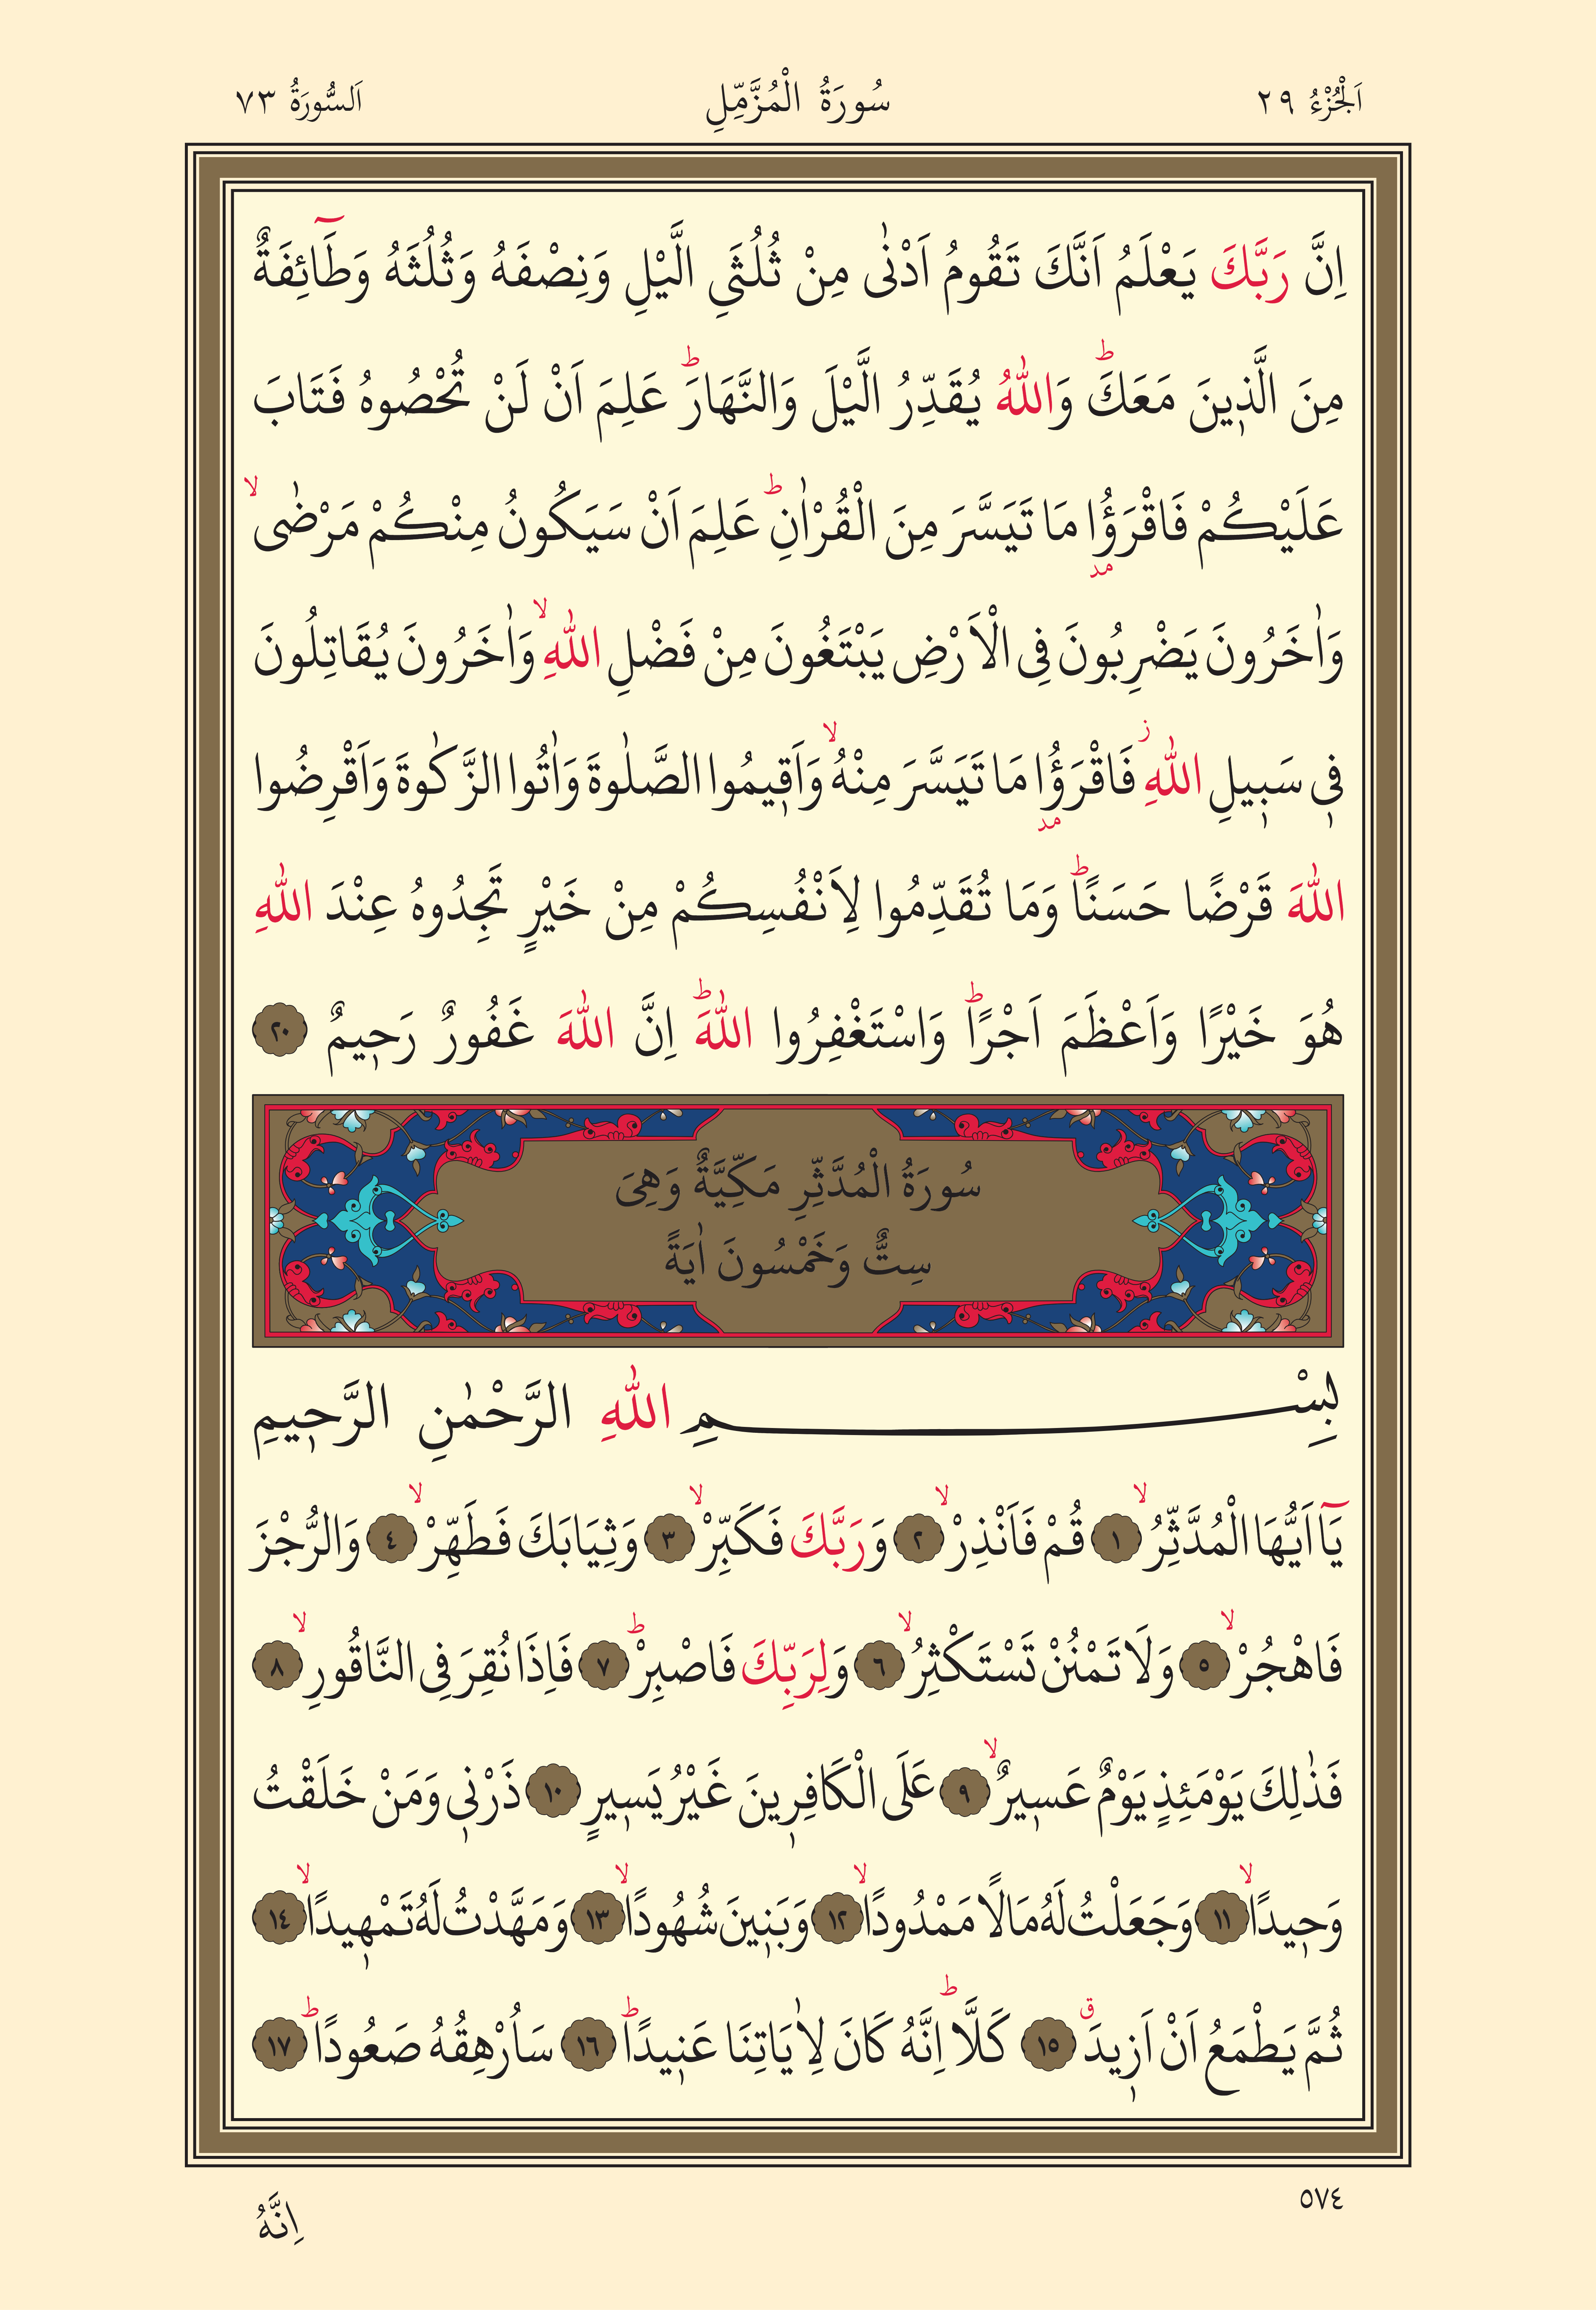 اَلْجُزْءُ ٢٩
سُورَةُ الْمُزَّمِّلِ
اَلسُّورَةُ ٧٣
اِنَّ رَبَّكَ يَعْلَمُ اَنَّكَ تَقُومُ اَدْنٰى مِنْ ثُلُثَيِ الَّيْلِ وَنِصْفَهُ وَثُلُثَهُ وَطَٓائِفَةٌ
مِنَ الَّذ۪ينَ مَعَكَۜ وَاللّٰهُ يُقَدِّرُ الَّيْلَ وَالنَّهَارَۜ عَلِمَ اَنْ لَنْ تُحْصُوهُ فَتَابَ
عَلَيْكُمْ فَاقْرَؤُ۫ا مَا تَيَسَّرَ مِنَ الْقُرْاٰنِۜ عَلِمَ اَنْ سَيَكُونُ مِنْكُمْ مَرْضٰىۙ
وَاٰخَرُونَ يَضْرِبُونَ فِى الْاَرْضِ يَبْتَغُونَ مِنْ فَضْلِ اللّٰهِۙ وَاٰخَرُونَ يُقَاتِلُونَ
ف۪ى سَب۪يلِ اللّٰهِۘ فَاقْرَؤُ۫ا مَا تَيَسَّرَ مِنْهُۙ وَاَق۪يمُوا الصَّلٰوةَ وَاٰتُوا الزَّكٰوةَ وَاَقْرِضُوا
اللّٰهَ قَرْضًا حَسَنًاۜ وَمَا تُقَدِّمُوا لِاَنْفُسِكُمْ مِنْ خَيْرٍ تَجِدُوهُ عِنْدَ اللّٰهِ
هُوَ خَيْرًا وَاَعْظَمَ اَجْرًاۜ وَاسْتَغْفِرُوا اللّٰهَۜ اِنَّ اللّٰهَ غَفُورٌ رَح۪يمٌ ٢٠
سُورَةُ الْمُدَّثِّرِ مَكِّيَّةٌ وَهِىَ
سِتٌّ وَخَمْسُونَ اٰيَةً
بِسْمِ اللّٰهِ الرَّحْمٰنِ الرَّح۪يمِ
يَٓا اَيُّهَا الْمُدَّثِّرُۙ ١ قُمْ فَاَنْذِرْۙ ٢ وَرَبَّكَ فَكَبِّرْۙ ٣ وَثِيَابَكَ فَطَهِّرْۙ ٤ وَالرُّجْزَ
فَاهْجُرْۙ ٥ وَلَا تَمْنُنْ تَسْتَكْثِرُۙ ٦ وَلِرَبِّكَ فَاصْبِرْۜ ٧ فَاِذَا نُقِرَ فِى النَّاقُورِۙ ٨
فَذٰلِكَ يَوْمَئِذٍ يَوْمٌ عَس۪يرٌۙ ٩ عَلَى الْكَافِر۪ينَ غَيْرُ يَس۪يرٍ ١٠ ذَرْن۪ى وَمَنْ خَلَقْتُ
وَح۪يدًاۙ ١١ وَجَعَلْتُ لَهُ مَالًا مَمْدُودًاۙ ١٢ وَبَن۪ينَ شُهُودًاۙ ١٣ وَمَهَّدْتُ لَهُ تَمْه۪يدًاۙ ١٤
ثُمَّ يَطْمَعُ اَنْ اَز۪يدَۗ ١٥ كَلَّاۜ اِنَّهُ كَانَ لِاٰيَاتِنَا عَن۪يدًاۜ ١٦ سَاُرْهِقُهُ صَعُودًاۜ ١٧
٥٧٤
اِنَّهُ